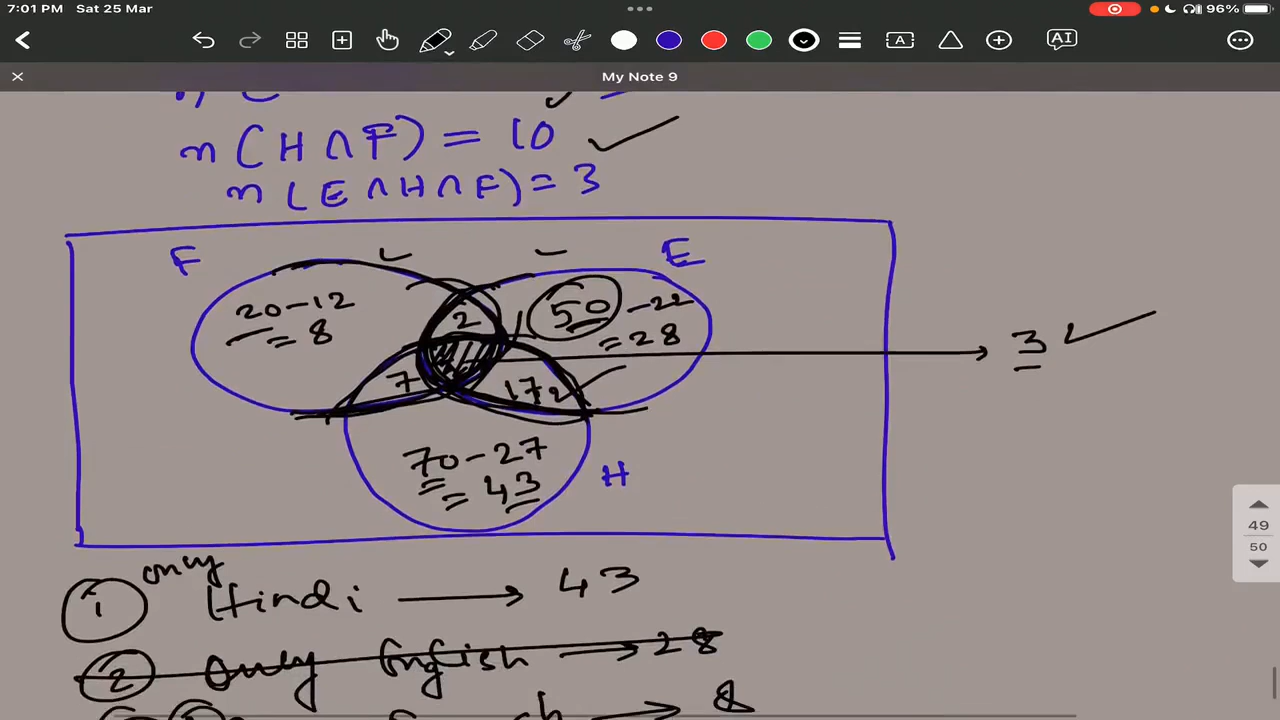 7:01 PM Sat 25 Mar
96%
A
AI
My Note 9
n (H ∩ F) = 10
n (E ∩ H ∩ F) = 3
F
E
20-12
= 8
2
50 -22
= 28
3
7
17
70-27
= 43
H
49
50
① only Hindi → 43
② Only English → 28
→ 8